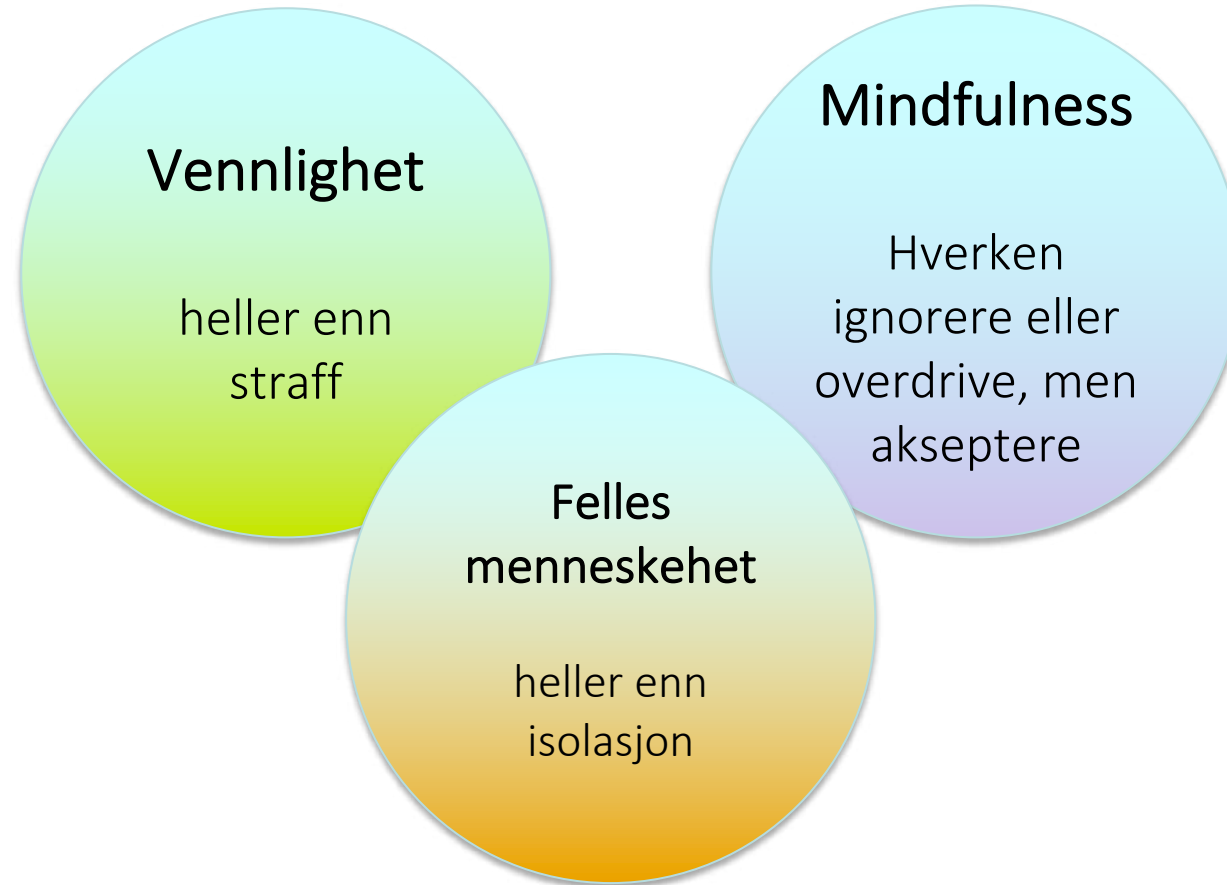 Vennlighet
heller enn
straff
Mindfulness
Hverken
ignorere eller
overdrive, men
akseptere
Felles
menneskehet
heller enn
isolasjon